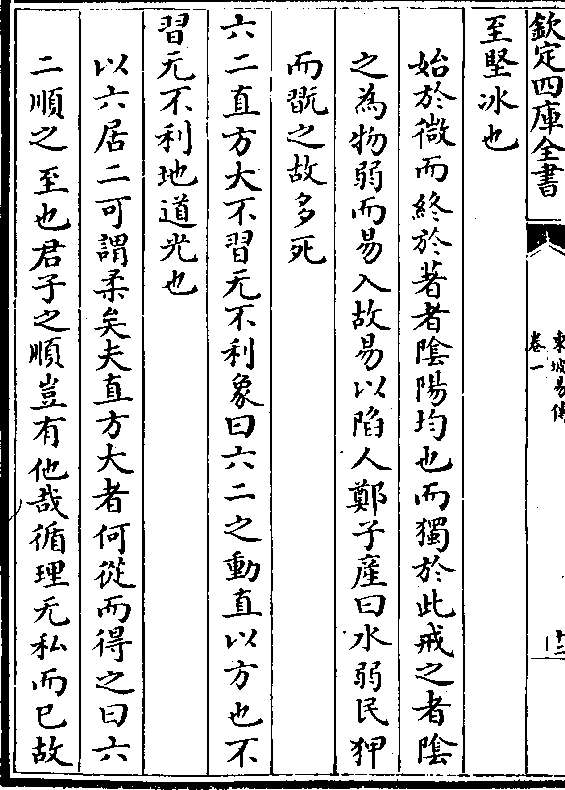 欽定四庫全書
東坡易傳
卷一
十二
至堅冰也
始於微而終於著者陰陽均也而獨於此戒之者陰
之為物弱而易入故易以陷人鄭子產曰水弱民狎
而翫之故多死
六二直方大不習无不利象曰六二之動直以方也不
習无不利地道光也
以六居二可謂柔矣夫直方大者何從而得之曰六
二順之至也君子之順豈有他哉循理无私而已故